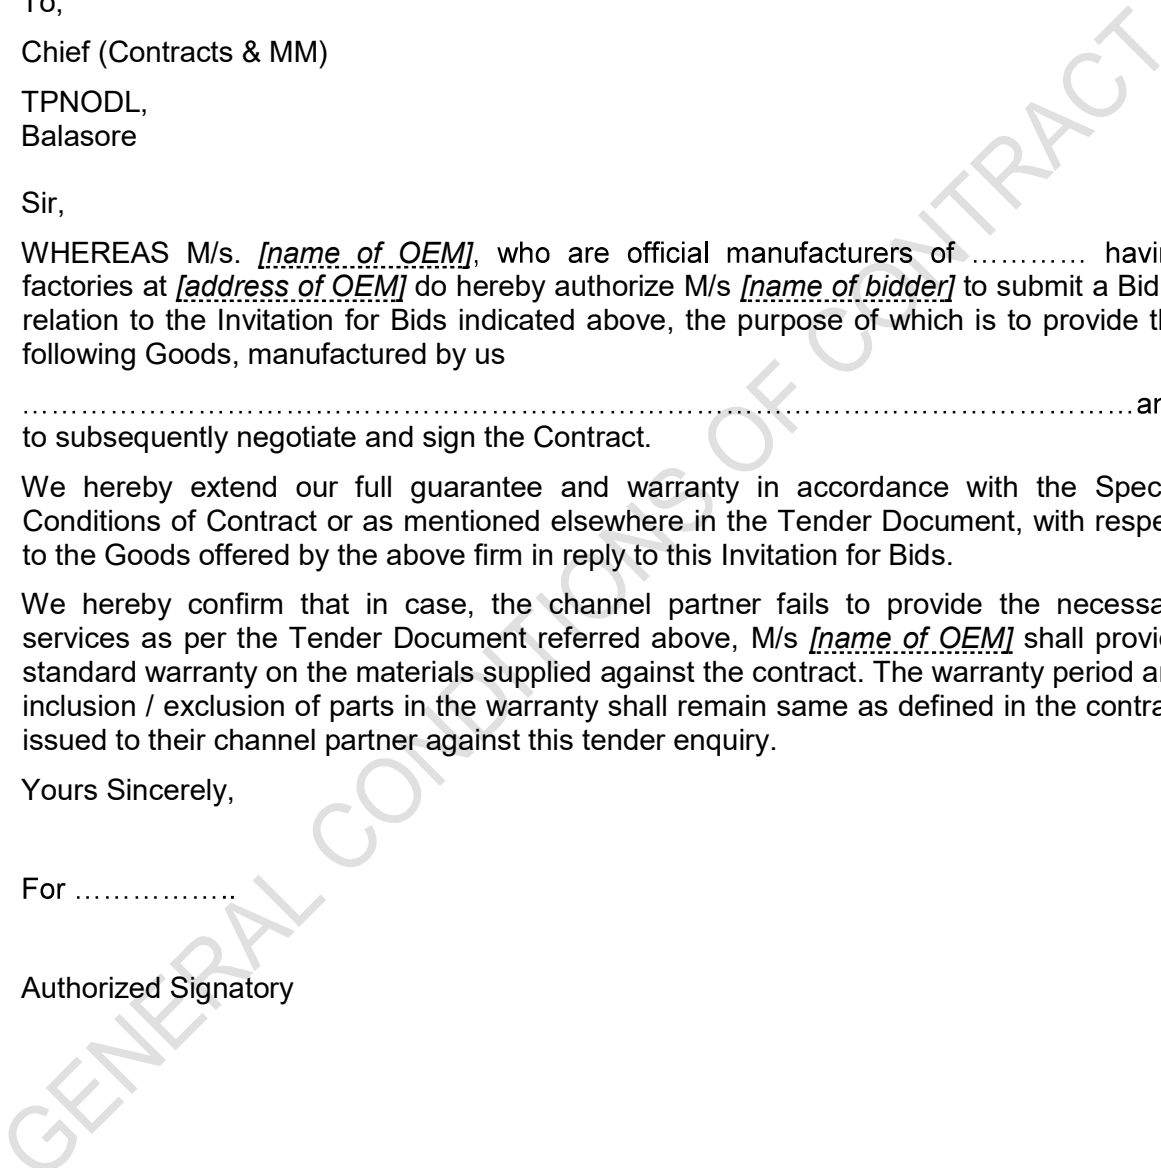 To,
Chief (Contracts & MM)
TPNODL,
Balasore
Sir,
WHEREAS M/s. [name of OEM], who are official manufacturers of ………… havin
factories at [address of OEM] do hereby authorize M/s [name of bidder] to submit a Bid
relation to the Invitation for Bids indicated above, the purpose of which is to provide th
following Goods, manufactured by us
………………………………………………………………………………………………………………………an
to subsequently negotiate and sign the Contract.
We hereby extend our full guarantee and warranty in accordance with the Spec
Conditions of Contract or as mentioned elsewhere in the Tender Document, with respe
to the Goods offered by the above firm in reply to this Invitation for Bids.
We hereby confirm that in case, the channel partner fails to provide the necessa
services as per the Tender Document referred above, M/s [name of OEM] shall provid
standard warranty on the materials supplied against the contract. The warranty period an
inclusion / exclusion of parts in the warranty shall remain same as defined in the contra
issued to their channel partner against this tender enquiry.
Yours Sincerely,
For ……………..
Authorized Signatory
GENERAL CONDITIONS OF CONTRACT